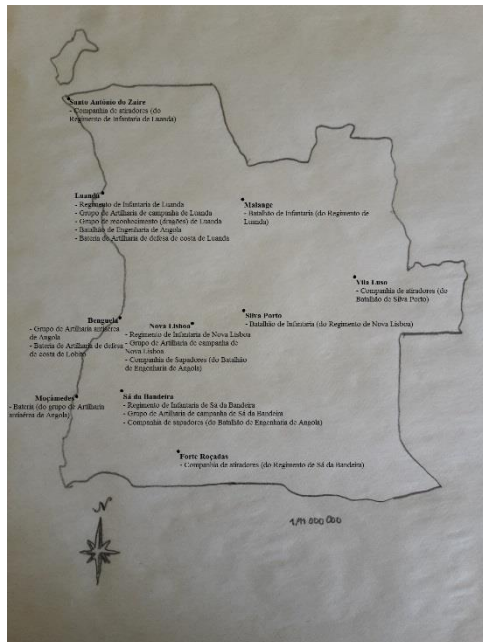 Santo António do Zaire
- Companhia de atiradores (do
Regimento de Infantaria de Luanda)
Luanda
- Regimento de Infantaria de Luanda
- Grupo de Artilharia de campanha de Luanda
- Grupo de reconhecimento (dragões) de Luanda
- Batalhão de Engenharia de Angola
- Bateria de Artilharia de defesa de costa de Luanda
Malange
- Batalhão de Infantaria (do Regimento de
Luanda)
Vila Luso
- Companhia de atiradores (do
Batalhão de Silva Porto)
Silva Porto
- Batalhão de Infantaria (do Regimento de Nova Lisboa)
Benguela
- Grupo de Artilharia antiaérea
de Angola
- Bateria de Artilharia de defesa
de costa de Lobito
Nova Lisboa
- Regimento de Infantaria de Nova Lisboa
- Grupo de Artilharia de campanha de
Nova Lisboa
- Companhia de Sapadores (do Batalhão
de Engenharia de Angola)
Moçâmedes
- Bateria (do grupo de Artilharia
antiaérea de Angola)
Sá da Bandeira
- Regimento de Infantaria de Sá da Bandeira
- Grupo de Artilharia de campanha de Sá da Bandeira
- Companhia de sapadores (do Batalhão de Engenharia de Angola)
Forte Roçadas
- Companhia de atiradores (do Regimento de Sá da Bandeira)
N
1/11 000 000